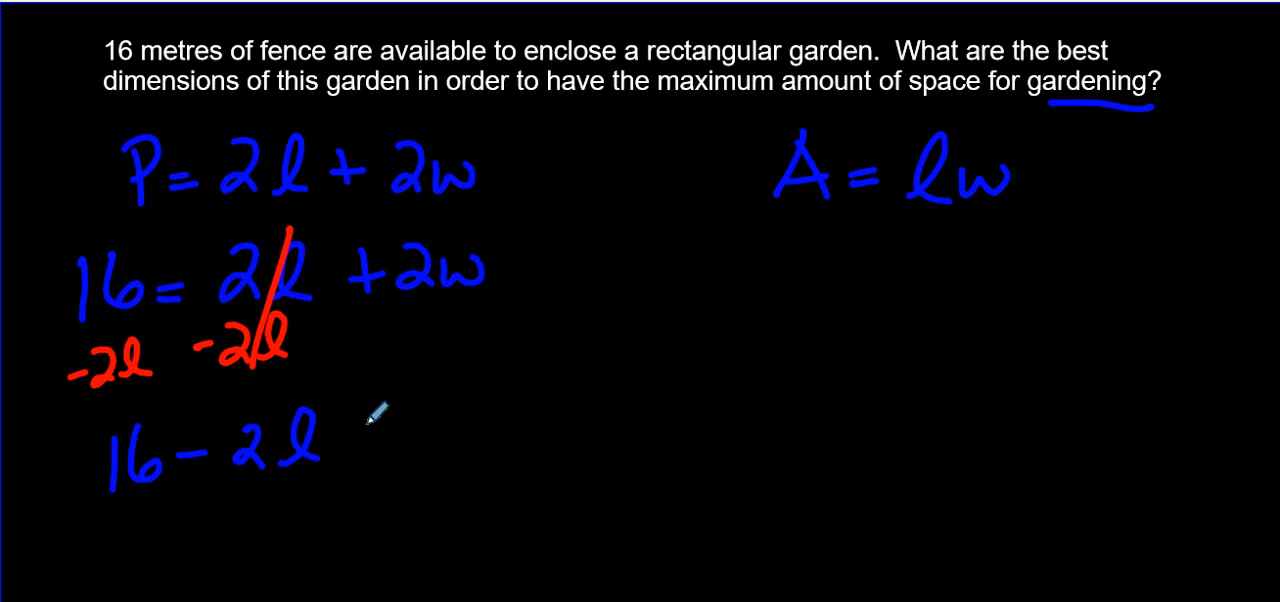 16 metres of fence are available to enclose a rectangular garden. What are the best
dimensions of this garden in order to have the maximum amount of space for gardening?
P = 2l + 2w
A = lw
16 = 2l + 2w
-2l -2l
16 - 2l